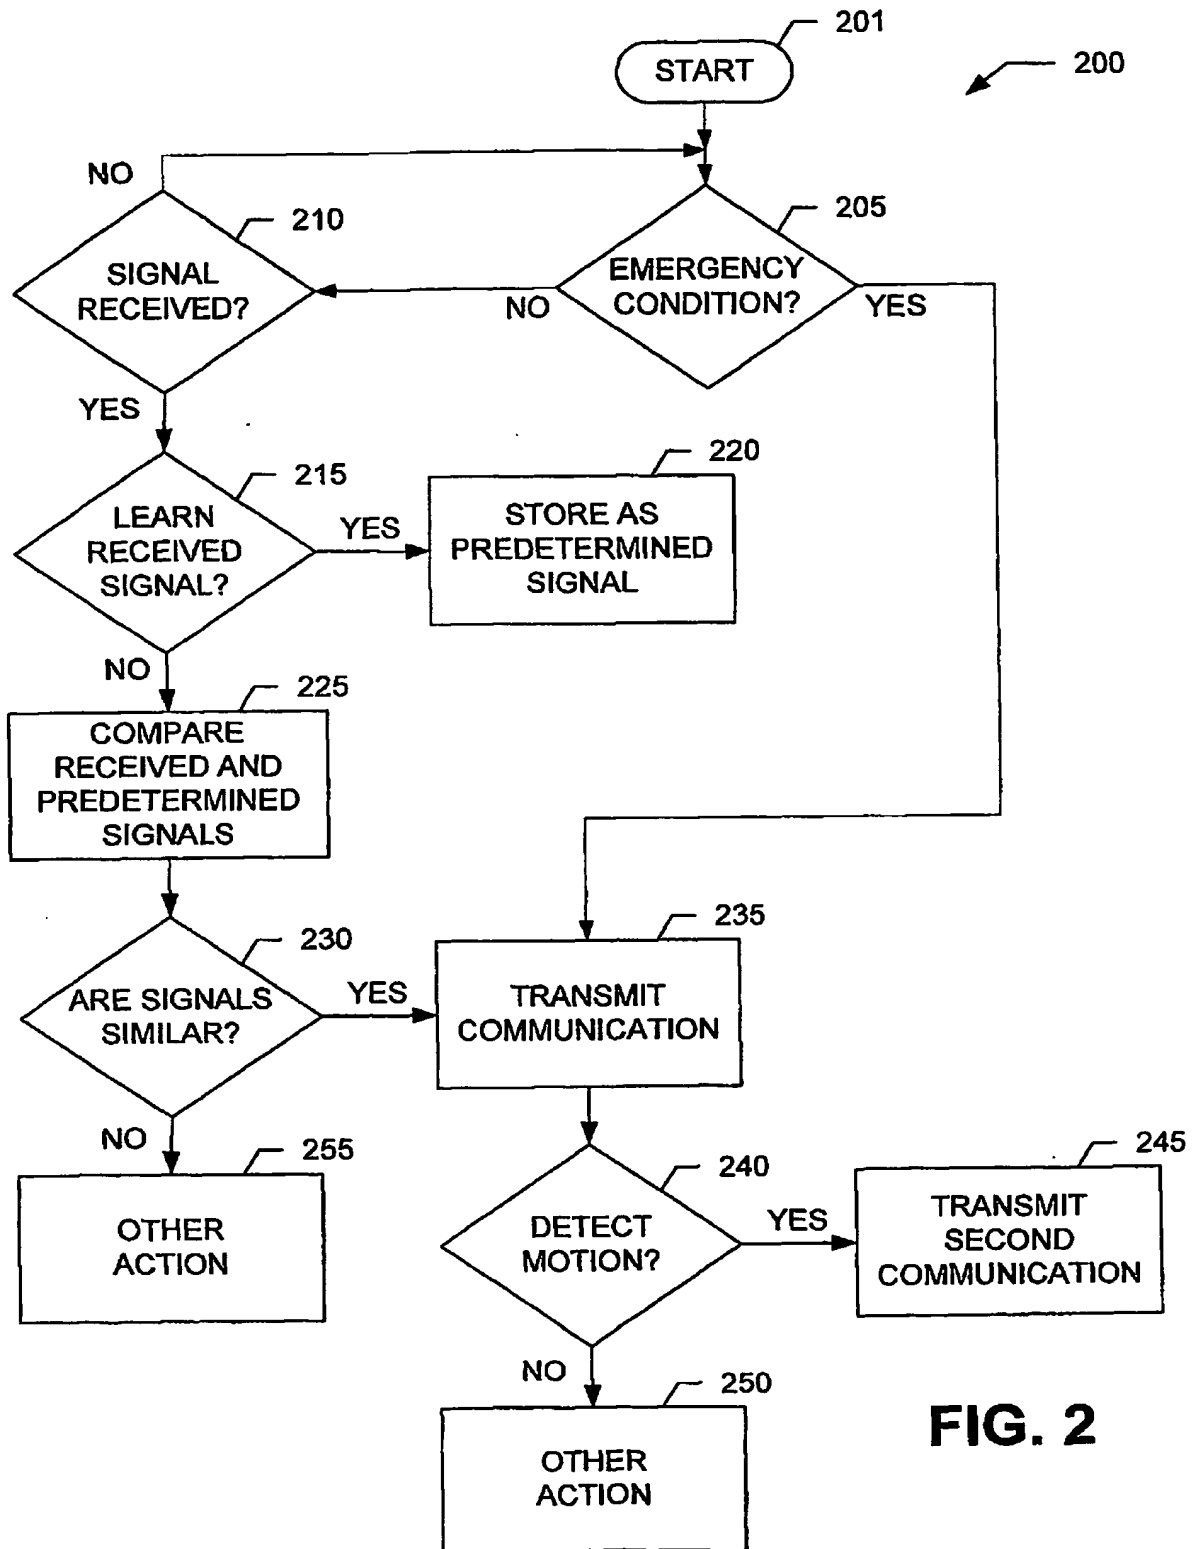 201
START
200
NO
210
205
SIGNAL
RECEIVED?
EMERGENCY
CONDITION?
NO
YES
YES
215
LEARN
RECEIVED
SIGNAL?
YES
220
STORE AS
PREDETERMINED
SIGNAL
NO
225
COMPARE
RECEIVED AND
PREDETERMINED
SIGNALS
230
ARE SIGNALS
SIMILAR?
YES
235
TRANSMIT
COMMUNICATION
NO
255
OTHER
ACTION
240
DETECT
MOTION?
YES
245
TRANSMIT
SECOND
COMMUNICATION
NO
250
OTHER
ACTION
FIG. 2